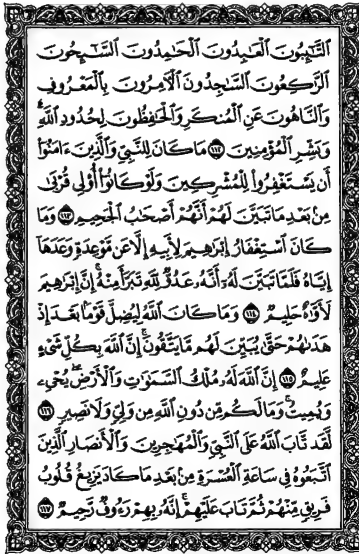 ٱلتَّٰٓئِبُونَ ٱلْعَٰبِدُونَ ٱلْحَٰمِدُونَ ٱلسَّٰٓئِحُونَ
ٱلرَّٰكِعُونَ ٱلسَّٰجِدُونَ ٱلْءَامِرُونَ بِٱلْمَعْرُوفِ
وَٱلنَّاهُونَ عَنِ ٱلْمُنكَرِ وَٱلْحَٰفِظُونَ لِحُدُودِ ٱللَّهِ ۗ
وَبَشِّرِ ٱلْمُؤْمِنِينَ ١١٢ مَا كَانَ لِلنَّبِىِّ وَٱلَّذِينَ ءَامَنُوٓا۟
أَن يَسْتَغْفِرُوا۟ لِلْمُشْرِكِينَ وَلَوْ كَانُوٓا۟ أُو۟لِى قُرْبَىٰ
مِنۢ بَعْدِ مَا تَبَيَّنَ لَهُمْ أَنَّهُمْ أَصْحَٰبُ ٱلْجَحِيمِ ١١٣ وَمَا
كَانَ ٱسْتِغْفَارُ إِبْرَٰهِيمَ لِأَبِيهِ إِلَّا عَن مَّوْعِدَةٍ وَعَدَهَآ
إِيَّاهُ فَلَمَّا تَبَيَّنَ لَهُۥٓ أَنَّهُۥ عَدُوٌّ لِّلَّهِ تَبَرَّأَ مِنْهُ ۚ إِنَّ إِبْرَٰهِيمَ
لَأَوَّٰهٌ حَلِيمٌ ١١٤ وَمَا كَانَ ٱللَّهُ لِيُضِلَّ قَوْمًۢا بَعْدَ إِذْ
هَدَىٰهُمْ حَتَّىٰ يُبَيِّنَ لَهُم مَّا يَتَّقُونَ ۚ إِنَّ ٱللَّهَ بِكُلِّ شَىْءٍ
عَلِيمٌ ١١٥ إِنَّ ٱللَّهَ لَهُۥ مُلْكُ ٱلسَّمَٰوَٰتِ وَٱلْأَرْضِ ۖ يُحْىِۦ
وَيُمِيتُ ۚ وَمَا لَكُم مِّن دُونِ ٱللَّهِ مِن وَلِىٍّ وَلَا نَصِيرٍ ١١٦
لَّقَد تَّابَ ٱللَّهُ عَلَى ٱلنَّبِىِّ وَٱلْمُهَٰجِرِينَ وَٱلْأَنصَارِ ٱلَّذِينَ
ٱتَّبَعُوهُ فِى سَاعَةِ ٱلْعُسْرَةِ مِنۢ بَعْدِ مَا كَادَ يَزِيغُ قُلُوبُ
فَرِيقٍ مِّنْهُمْ ثُمَّ تَابَ عَلَيْهِمْ ۚ إِنَّهُۥ بِهِمْ رَءُوفٌ رَّحِيمٌ ١١٧